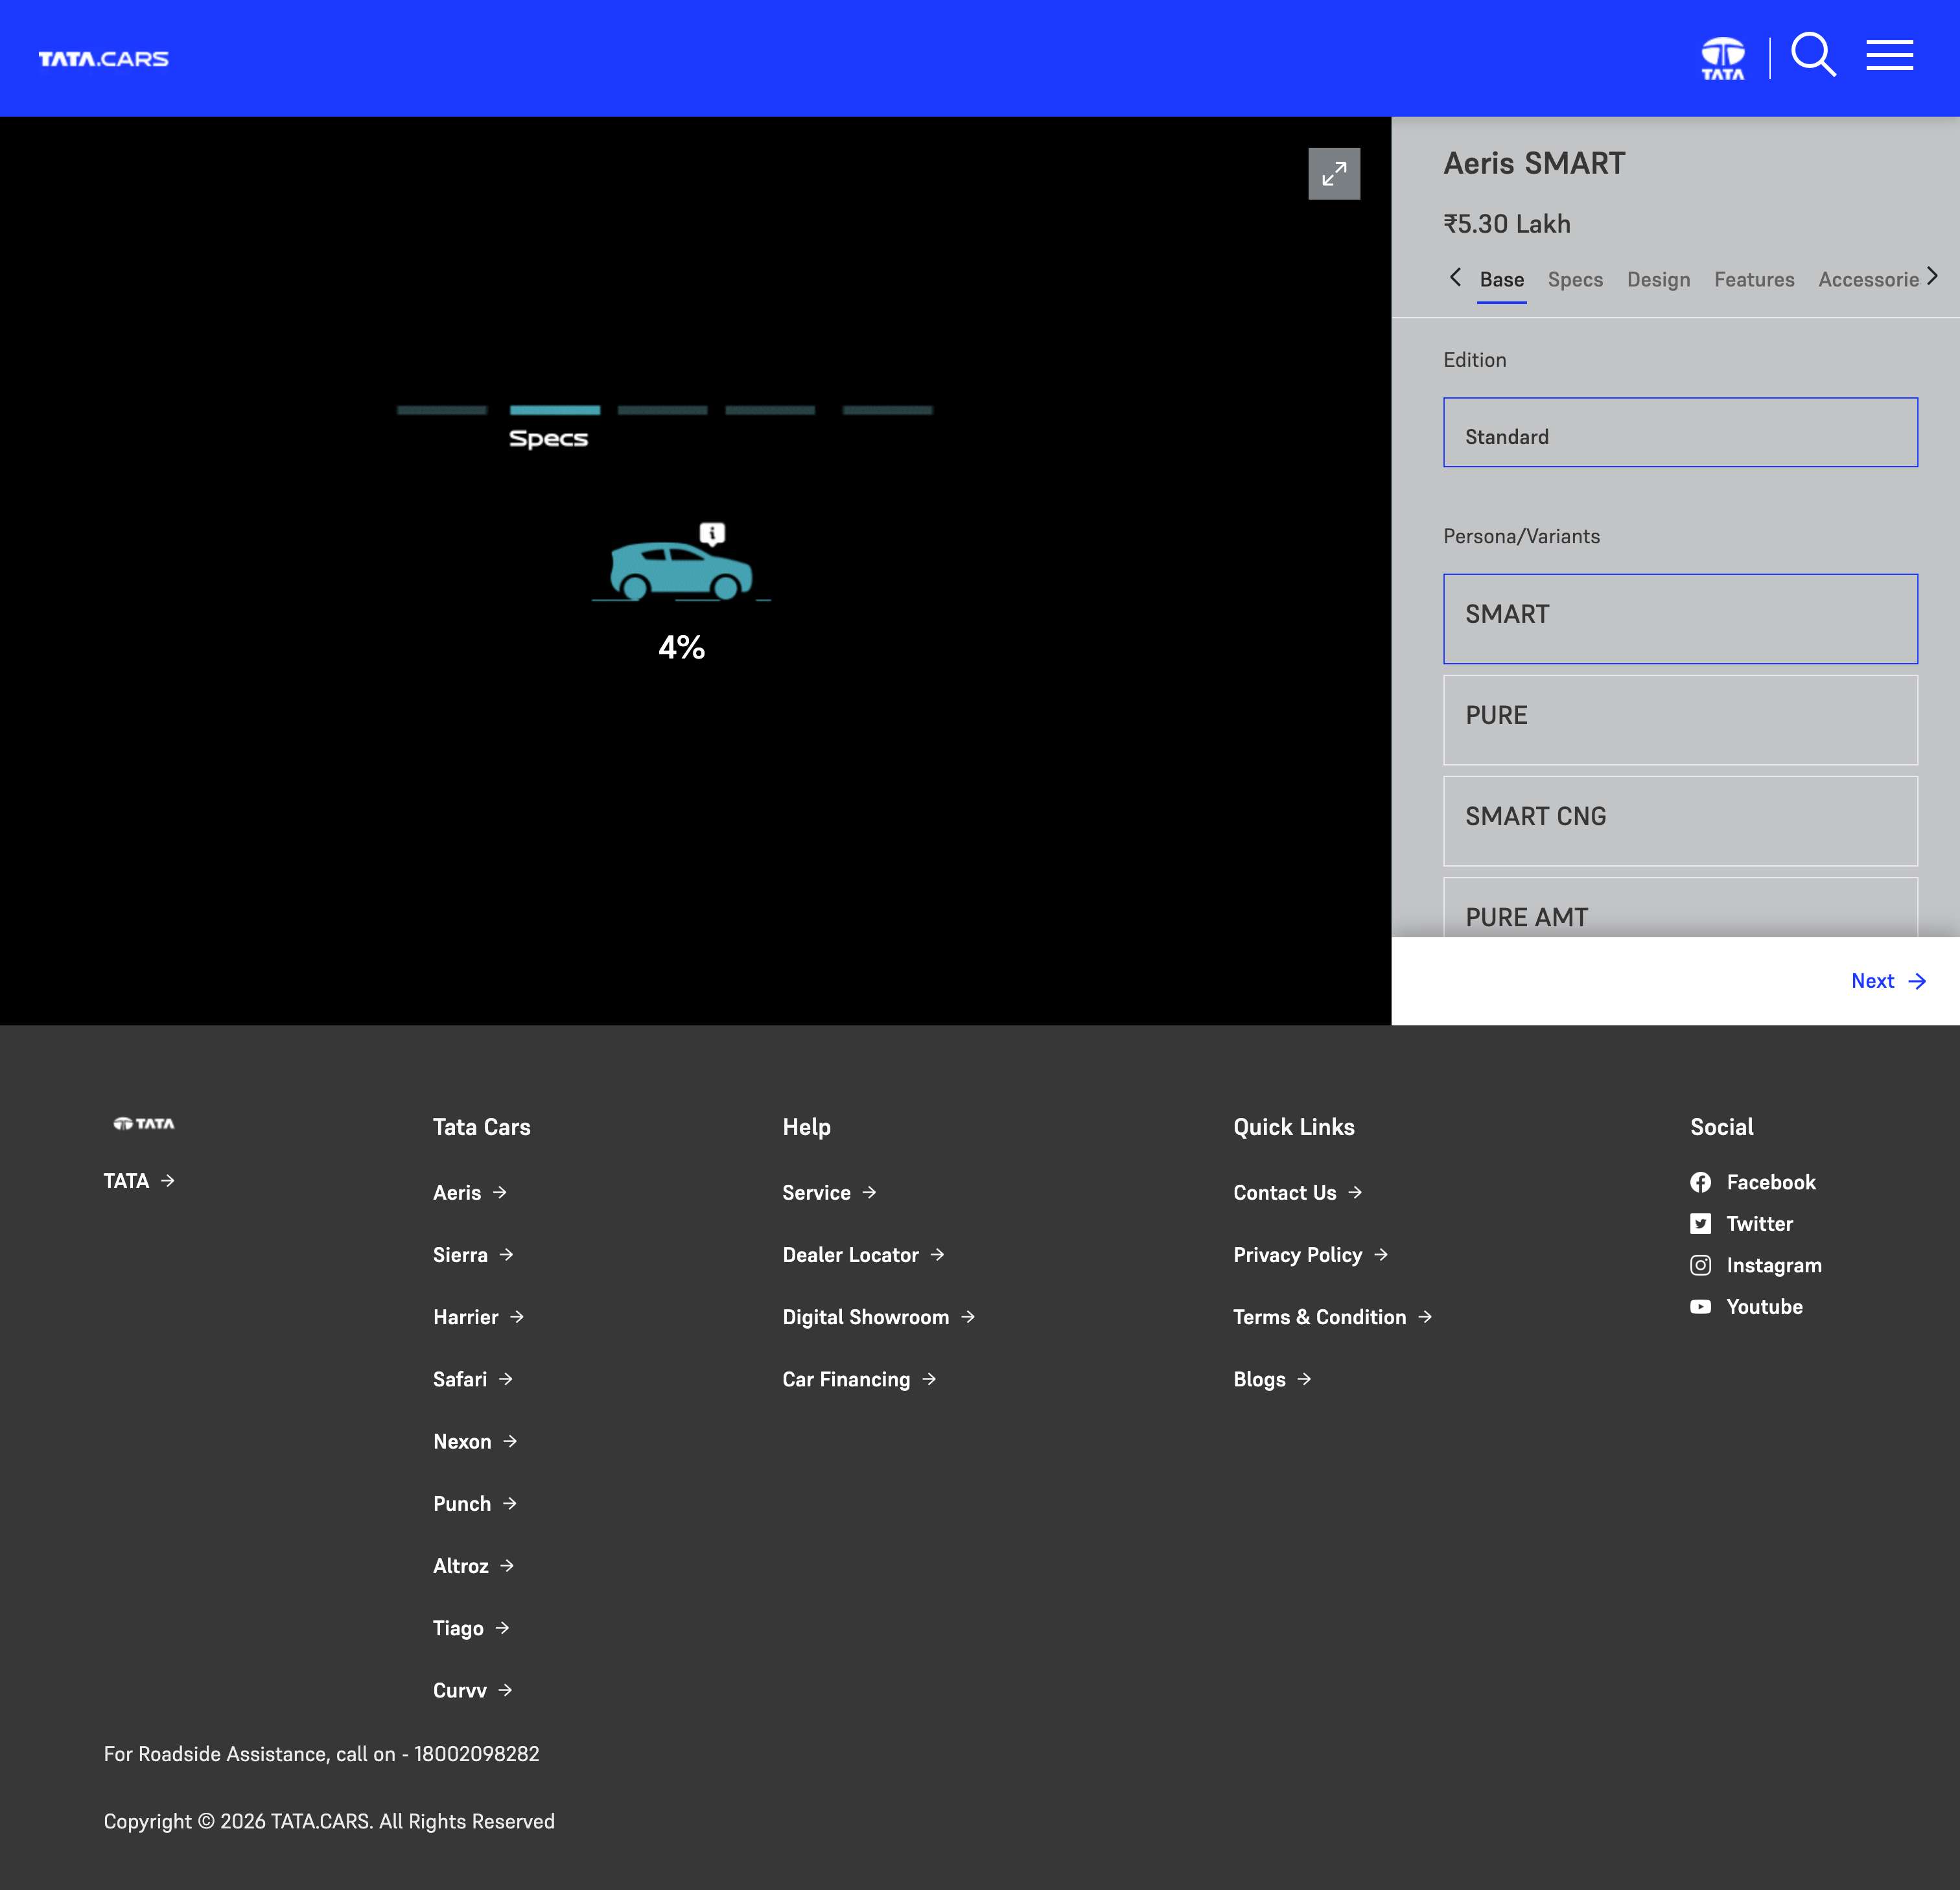 TATA.CARS
TATA
Aeris SMART
₹5.30 Lakh
Base Specs Design Features Accessorie
Edition
Standard
Persona/Variants
SMART
PURE
SMART CNG
PURE AMT
Next
Specs
4%
TATA
TATA
Tata Cars
Aeris
Sierra
Harrier
Safari
Nexon
Punch
Altroz
Tiago
Curvv
Help
Service
Dealer Locator
Digital Showroom
Car Financing
Quick Links
Contact Us
Privacy Policy
Terms & Condition
Blogs
Social
Facebook
Twitter
Instagram
Youtube
For Roadside Assistance, call on - 18002098282
Copyright © 2026 TATA.CARS. All Rights Reserved